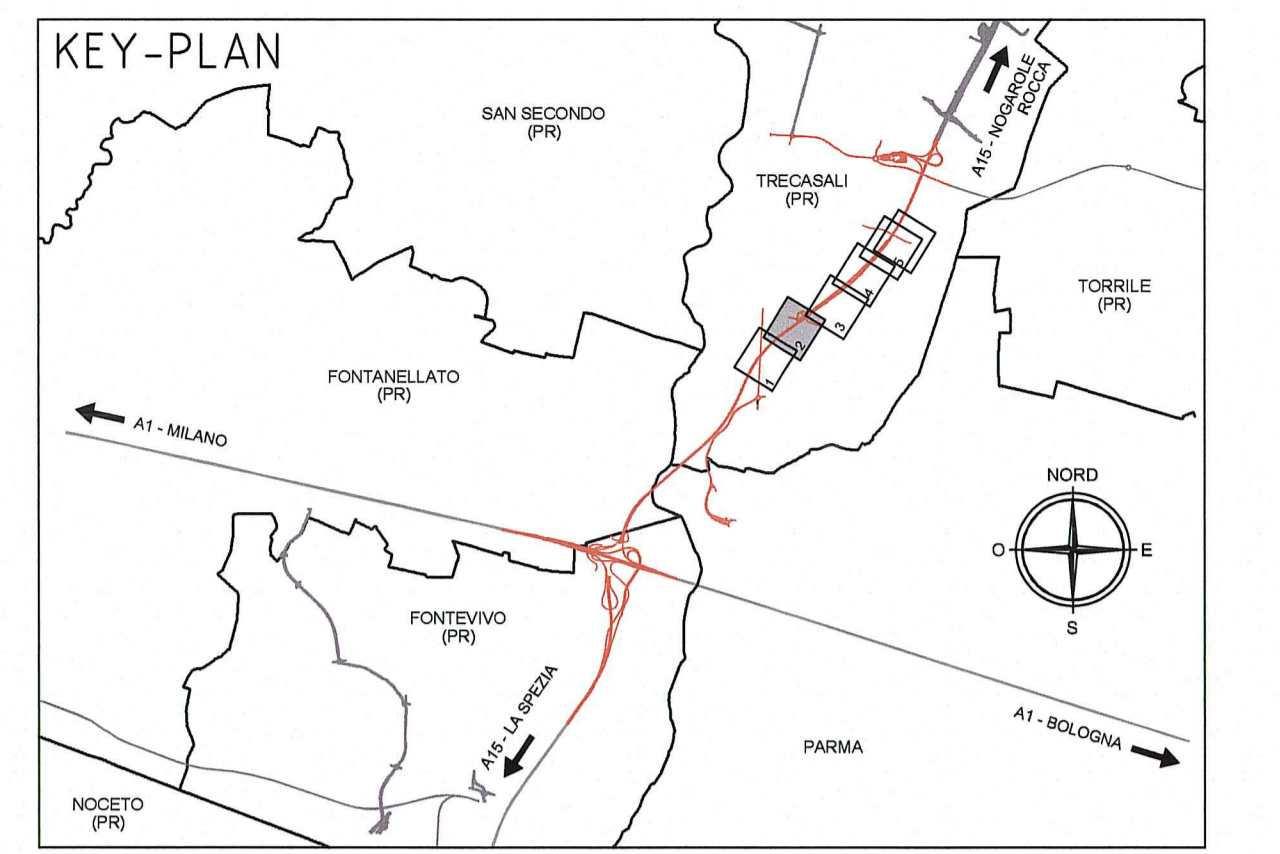 KEY-PLAN
SAN SECONDO
(PR)
A15 - NOGAROLE
ROCCA
TRECASALI
(PR)
TORRILE
(PR)
5
4
3
2
1
FONTANELLATO
(PR)
A1 - MILANO
NORD
O
E
S
FONTEVIVO
(PR)
A15 - LA SPEZIA
A1 - BOLOGNA
PARMA
NOCETO
(PR)